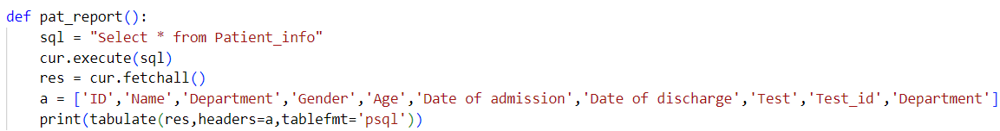 def pat_report():
    sql = "Select * from Patient_info"
    cur.execute(sql)
    res = cur.fetchall()
    a = ['ID','Name','Department','Gender','Age','Date of admission','Date of discharge','Test','Test_id','Department']
    print(tabulate(res,headers=a,tablefmt='psql'))